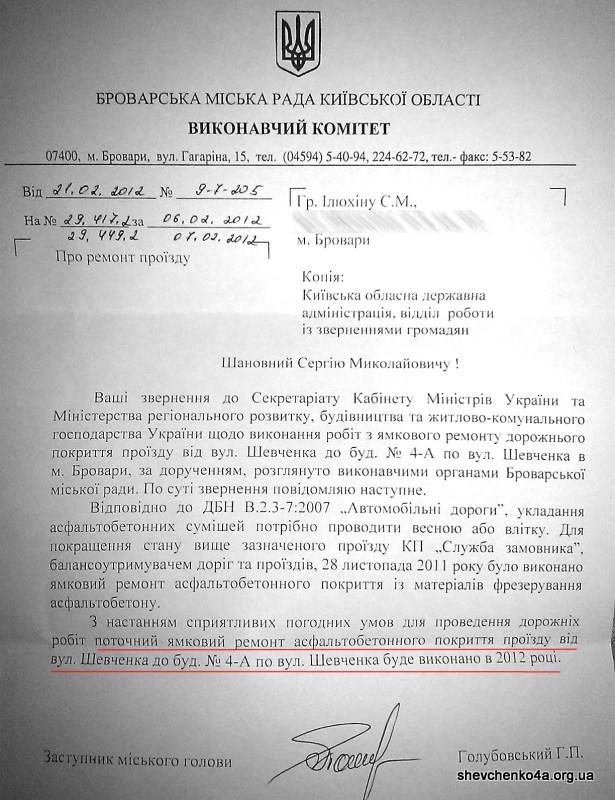 БРОВАРСЬКА МІСЬКА РАДА КИЇВСЬКОЇ ОБЛАСТІ
ВИКОНАВЧИЙ КОМІТЕТ
07400, м. Бровари, вул. Гагаріна, 15, тел. (04594) 5-40-94, 224-62-72, тел.- факс: 5-53-82
Від 21.02.2012 № 9-7-205
На № 29,417.2 за 06.02.2012
29,449.2 07.02.2012
Про ремонт проїзду
Гр. Ілюхіну С.М.,
м. Бровари
Копія:
Київська обласна державна
адміністрація, відділ роботи
із зверненнями громадян
Шановний Сергію Миколайовичу !
Ваші звернення до Секретаріату Кабінету Міністрів України та
Міністерства регіонального розвитку, будівництва та житлово-комунального
господарства України щодо виконання робіт з ямкового ремонту дорожнього
покриття проїзду від вул. Шевченка до буд. № 4-А по вул. Шевченка в
м. Бровари, за дорученням, розглянуто виконавчими органами Броварської
міської ради. По суті звернення повідомляю наступне.
Відповідно до ДБН В.2.3-7:2007 „Автомобільні дороги”, укладання
асфальтобетонних сумішей потрібно проводити весною або влітку. Для
покращення стану вище зазначеного проїзду КП „Служба замовника”,
балансоутримувачем доріг та проїздів, 28 листопада 2011 року було виконано
ямковий ремонт асфальтобетонного покриття із матеріалів фрезерування
асфальтобетону.
З настанням сприятливих погодних умов для проведення дорожніх
робіт поточний ямковий ремонт асфальтобетонного покриття проїзду від
вул. Шевченка до буд. № 4-А по вул. Шевченка буде виконано в 2012 році.
Заступник міського голови
Голубовський Г.П.
shevchenko4a.org.ua